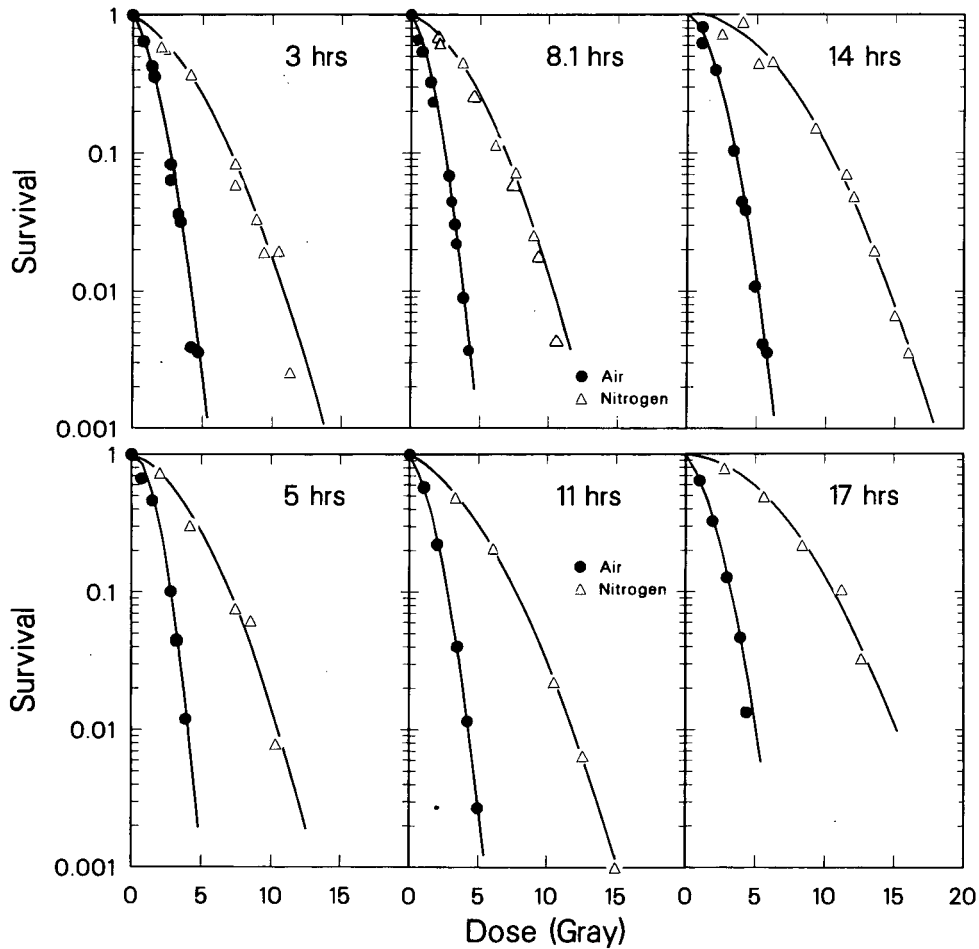 3 hrs
8.1 hrs
14 hrs
1
0.1
0.01
0.001
Survival
Air
Nitrogen
5 hrs
11 hrs
17 hrs
1
0.1
0.01
0.001
Survival
Air
Nitrogen
0 5 10 15 0 5 10 15 0 5 10 15 20
Dose (Gray)